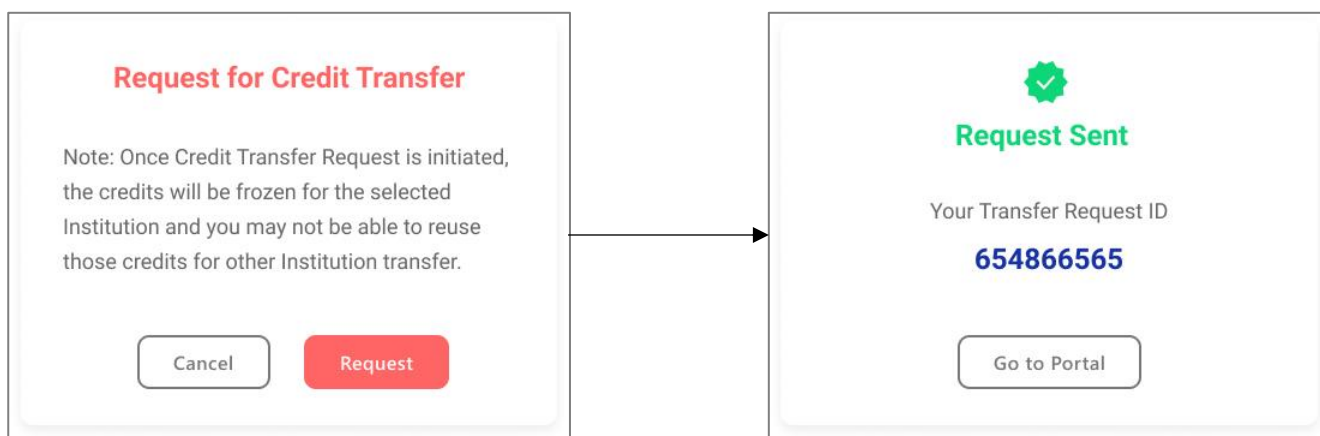 Request for Credit Transfer
Note: Once Credit Transfer Request is initiated,
the credits will be frozen for the selected
Institution and you may not be able to reuse
those credits for other Institution transfer.
Cancel
Request
Request Sent
Your Transfer Request ID
654866565
Go to Portal